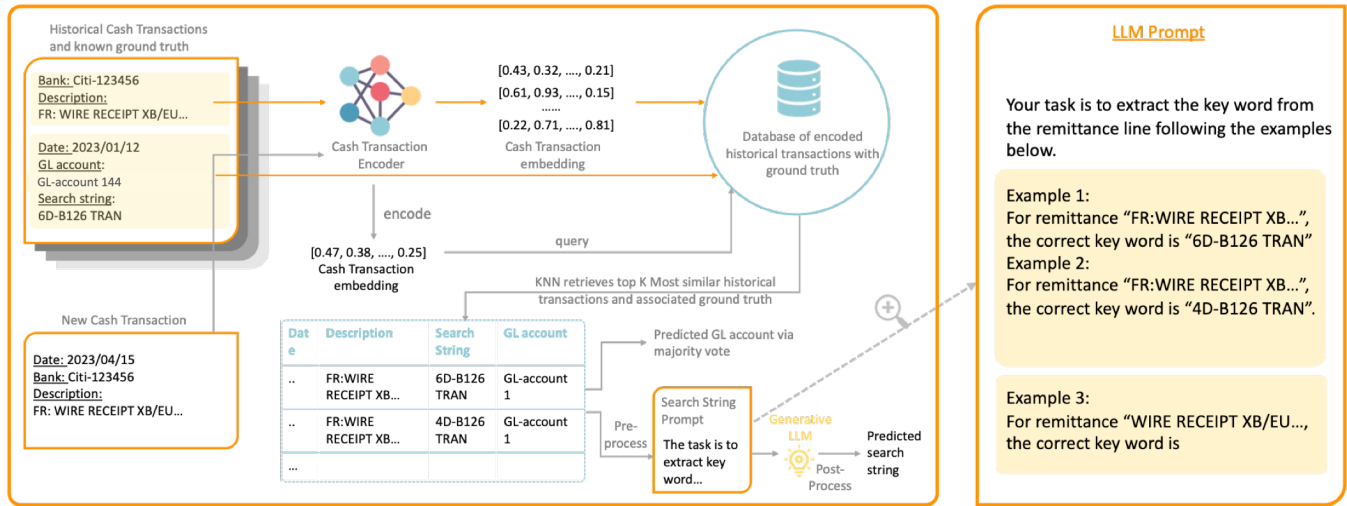 Historical Cash Transactions
and known ground truth
Bank: Citi-123456
Description:
FR: WIRE RECEIPT XB/EU...
Date: 2023/01/12
GL account:
GL-account 144
Search string:
6D-B126 TRAN
Cash Transaction
Encoder
[0.43, 0.32, ...., 0.21]
[0.61, 0.93, ...., 0.15]
......
[0.22, 0.71, ...., 0.81]
Cash Transaction
embedding
Database of encoded
historical transactions with
ground truth
encode
[0.47, 0.38, ...., 0.25]
Cash Transaction
embedding
query
KNN retrieves top K Most similar historical
transactions and associated ground truth
New Cash Transaction
Date: 2023/04/15
Bank: Citi-123456
Description:
FR: WIRE RECEIPT XB/EU...
Dat
e
Description
Search
String
GL account
..
FR:WIRE
RECEIPT XB...
6D-B126
TRAN
GL-account
1
..
FR:WIRE
RECEIPT XB...
4D-B126
TRAN
GL-account
1
...
Predicted GL account via
majority vote
Pre-
process
Search String
Prompt
The task is to
extract key
word...
Generative
LLM
Post-
Process
Predicted
search
string
LLM Prompt
Your task is to extract the key word from
the remittance line following the examples
below.
Example 1:
For remittance “FR:WIRE RECEIPT XB...”,
the correct key word is “6D-B126 TRAN”
Example 2:
For remittance “FR:WIRE RECEIPT XB...”,
the correct key word is “4D-B126 TRAN”.
Example 3:
For remittance “WIRE RECEIPT XB/EU...,
the correct key word is